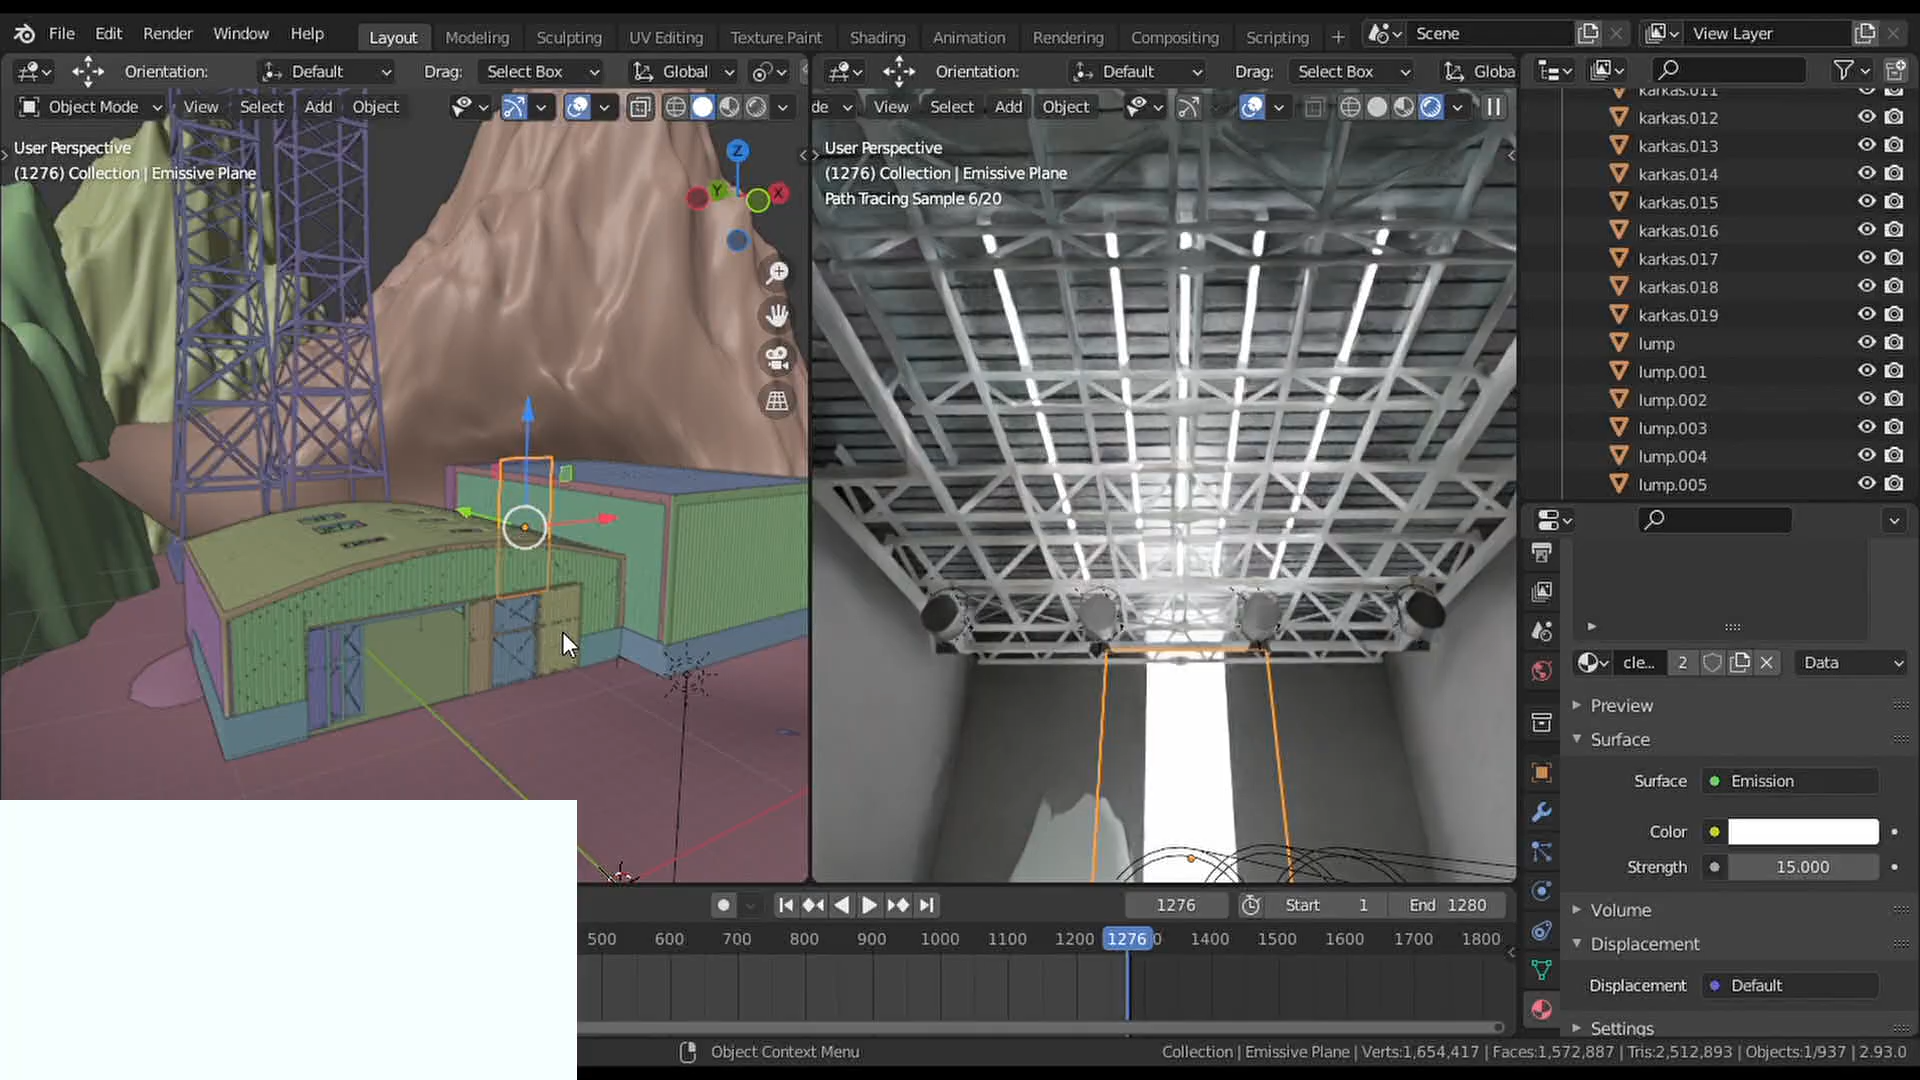 File Edit Render Window Help Layout Modeling Sculpting UV Editing Texture Paint Shading Animation Rendering Compositing Scripting + Scene View Layer
Orientation: Default Drag: Select Box Global
Orientation: Default Drag: Select Box Globa
Object Mode View Select Add Object
de View Select Add Object
User Perspective
(1276) Collection | Emissive Plane
Z
Y
X
User Perspective
(1276) Collection | Emissive Plane
Path Tracing Sample 6/20
karkas.011
karkas.012
karkas.013
karkas.014
karkas.015
karkas.016
karkas.017
karkas.018
karkas.019
lump
lump.001
lump.002
lump.003
lump.004
lump.005
cle... 2 Data
Preview
Surface
Surface Emission
Color
Strength 15.000
Volume
Displacement
Displacement Default
Settings
1276 Start 1 End 1280
500 600 700 800 900 1000 1100 1200 1276 0 1400 1500 1600 1700 1800
Object Context Menu
Collection | Emissive Plane | Verts:1,654,417 | Faces:1,572,887 | Tris:2,512,893 | Objects:1/937 | 2.93.0